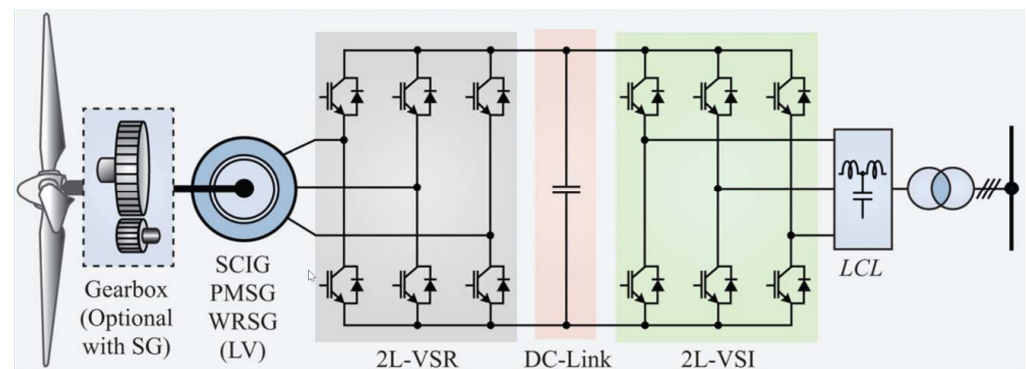 Gearbox
(Optional
with SG)
SCIG
PMSG
WRSG
(LV)
2L-VSR
DC-Link
2L-VSI
LCL